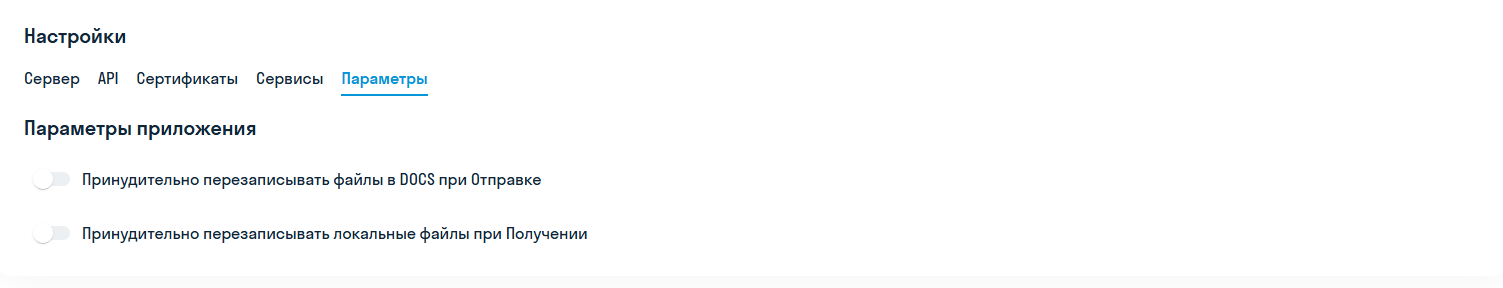 Настройки
Сервер API Сертификаты Сервисы Параметры
Параметры приложения
Принудительно перезаписывать файлы в DOCS при Отправке
Принудительно перезаписывать локальные файлы при Получении